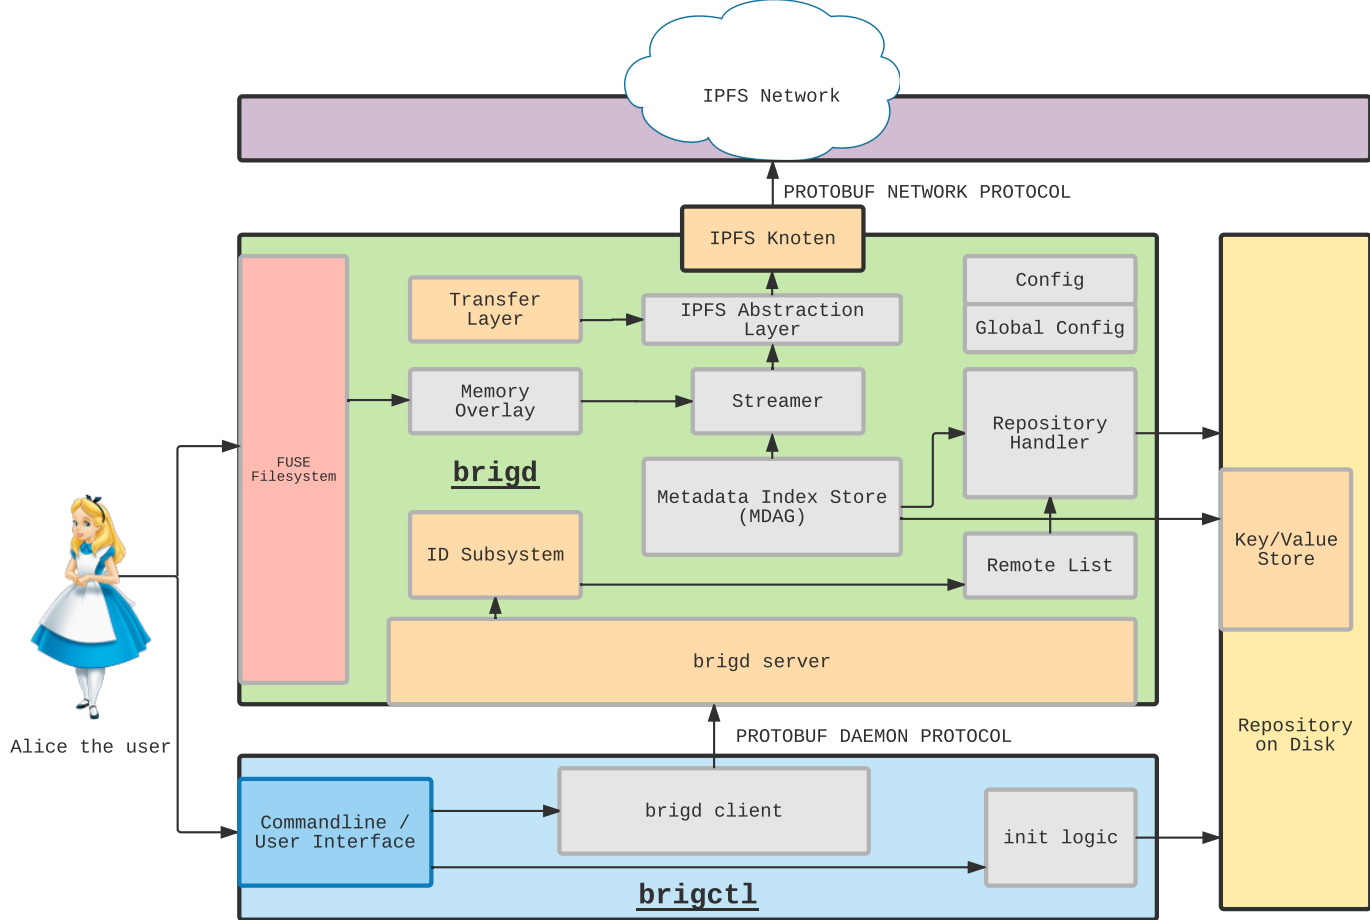 IPFS Network
PROTOBUF NETWORK PROTOCOL
IPFS Knoten
Transfer
Layer
IPFS Abstraction
Layer
Config
Global Config
Memory
Overlay
Streamer
Repository
Handler
FUSE
Filesystem
brigd
Metadata Index Store
(MDAG)
ID Subsystem
Remote List
Key/Value
Store
brigd server
Alice the user
PROTOBUF DAEMON PROTOCOL
Repository
on Disk
Commandline /
User Interface
brigd client
init logic
brigctl